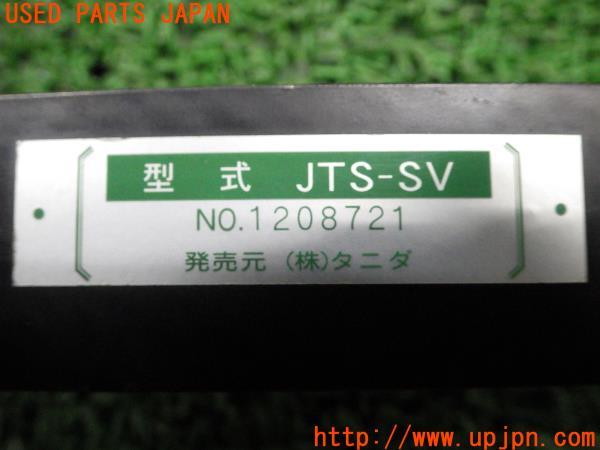 USED PARTS JAPAN
型式 JTS-SV
NO.1208721
発売元 (株)タニダ
http://www.upjpn.com